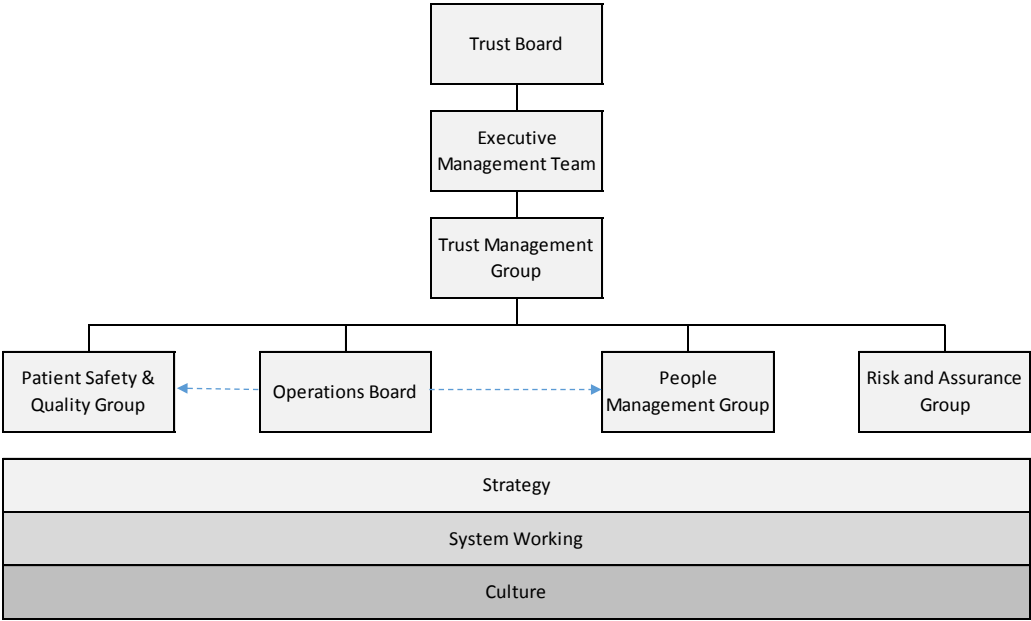 Trust Board
Executive
Management Team
Trust Management
Group
Patient Safety &
Quality Group
Operations Board
People
Management Group
Risk and Assurance
Group
Strategy
System Working
Culture